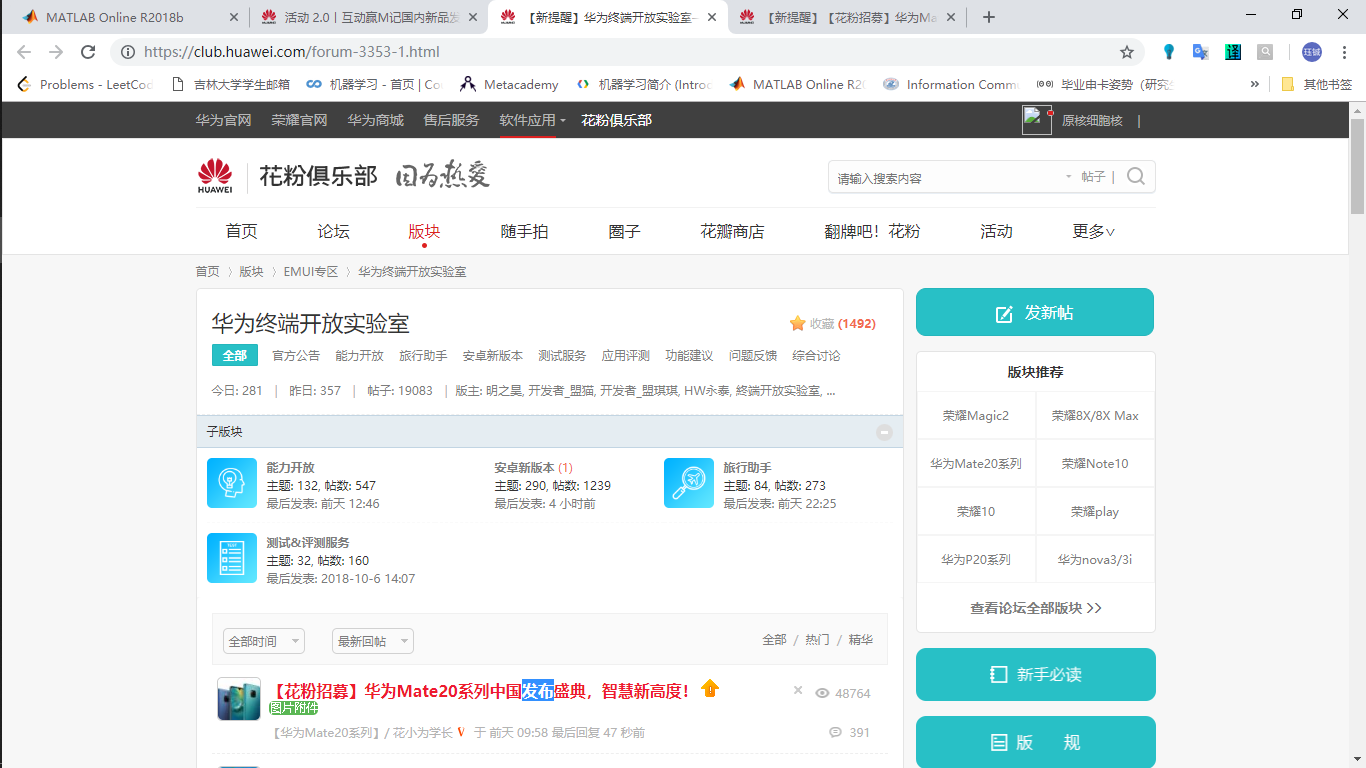 MATLAB Online R2018b
活动 2.0丨互动赢M记国内新品发
【新提醒】华为终端开放实验室-
【新提醒】【花粉招募】华为Ma
https://club.huawei.com/forum-3353-1.html
译
珏铖
Problems - LeetCod
吉林大学学生邮箱
机器学习 - 首页 | Co
Metacademy
机器学习简介 (Introd
MATLAB Online R20
Information Commu
毕业申卡姿势（研究生
»
其他书签
华为官网
荣耀官网
华为商城
售后服务
软件应用
花粉俱乐部
原核细胞核 |
HUAWEI
花粉俱乐部
因为热爱
请输入搜索内容
帖子 |
首页
论坛
版块
随手拍
圈子
花瓣商店
翻牌吧！花粉
活动
更多
首页 〉 版块 〉 EMUI专区 〉 华为终端开放实验室
华为终端开放实验室
收藏 (1492)
全部 官方公告 能力开放 旅行助手 安卓新版本 测试服务 应用评测 功能建议 问题反馈 综合讨论
今日: 281 | 昨日: 357 | 帖子: 19083 | 版主: 明之昊, 开发者_盟猫, 开发者_盟琪琪, HW永泰, 終端开放实验室, ...
子版块
能力开放
主题: 132, 帖数: 547
最后发表: 前天 12:46
安卓新版本 (1)
主题: 290, 帖数: 1239
最后发表: 4 小时前
旅行助手
主题: 84, 帖数: 273
最后发表: 前天 22:25
测试&评测服务
主题: 32, 帖数: 160
最后发表: 2018-10-6 14:07
全部时间
最新回帖
全部 / 热门 / 精华
【花粉招募】华为Mate20系列中国发布盛典，智慧新高度！
图片附件
× 48764
【华为Mate20系列】/ 花小为学长 V 于 前天 09:58 最后回复 47 秒前
391
发新帖
版块推荐
荣耀Magic2
荣耀8X/8X Max
华为Mate20系列
荣耀Note10
荣耀10
荣耀play
华为P20系列
华为nova3/3i
查看论坛全部版块 >>
新手必读
版 规